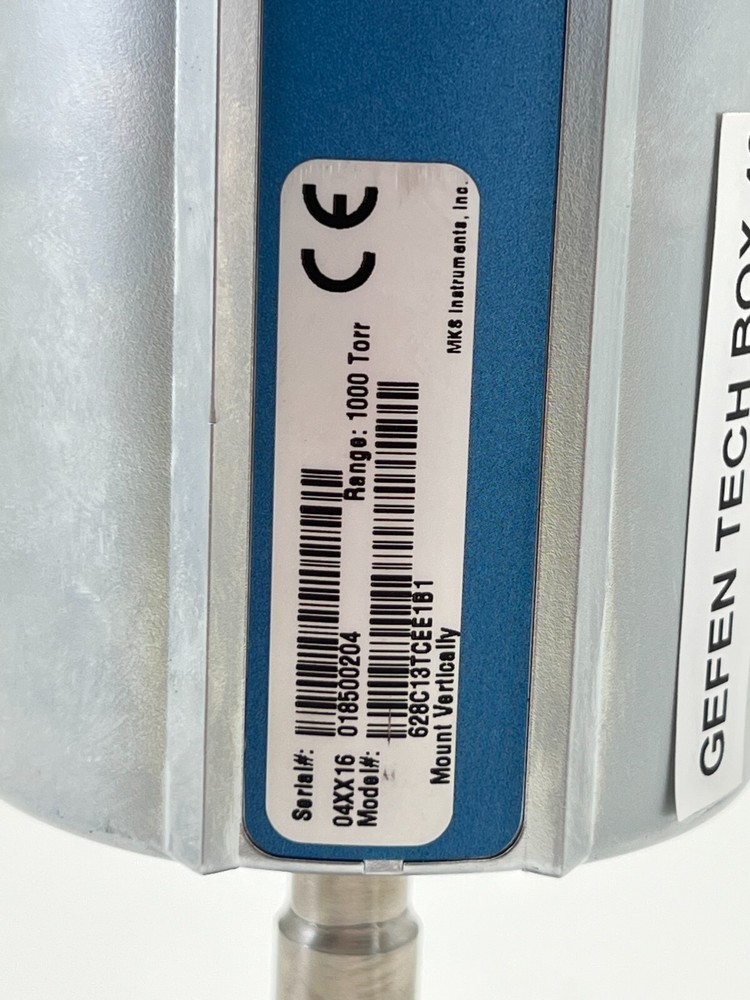 CE
Serial#:
04XX16 018500204
Range: 1000 Torr
Model#:
628C13TCEE1B1
Mount Vertically
MKS Instruments, Inc.
GEFEN TECH BOX